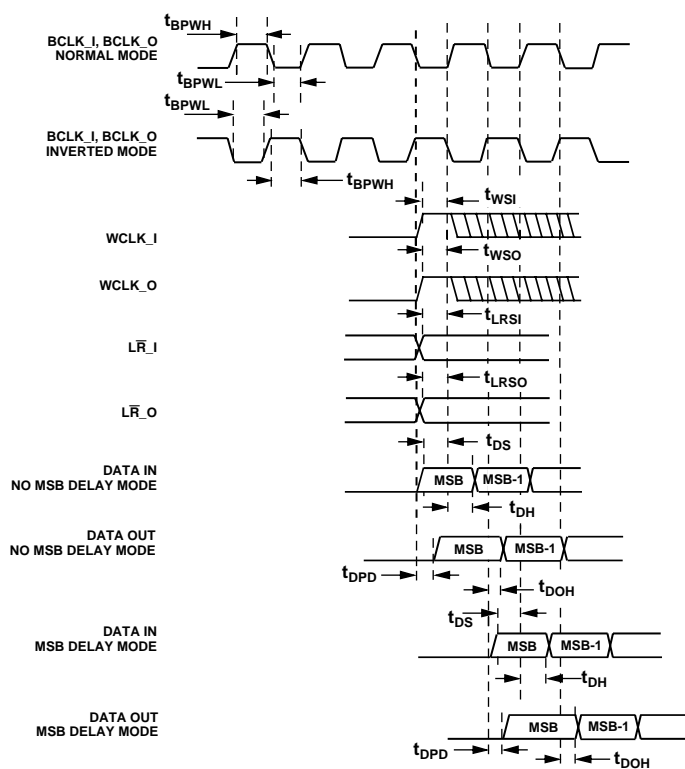 tBPWH
BCLK_I, BCLK_O
NORMAL MODE
tBPWL
tBPWL
BCLK_I, BCLK_O
INVERTED MODE
tBPWH
tWSI
WCLK_I
tWSO
WCLK_O
tLRSI
LR̅_I
tLRSO
LR̅_O
tDS
DATA IN
NO MSB DELAY MODE
MSB MSB-1
tDH
DATA OUT
NO MSB DELAY MODE
MSB MSB-1
tDPD
tDOH
tDS
DATA IN
MSB DELAY MODE
MSB MSB-1
tDH
DATA OUT
MSB DELAY MODE
MSB MSB-1
tDPD
tDOH